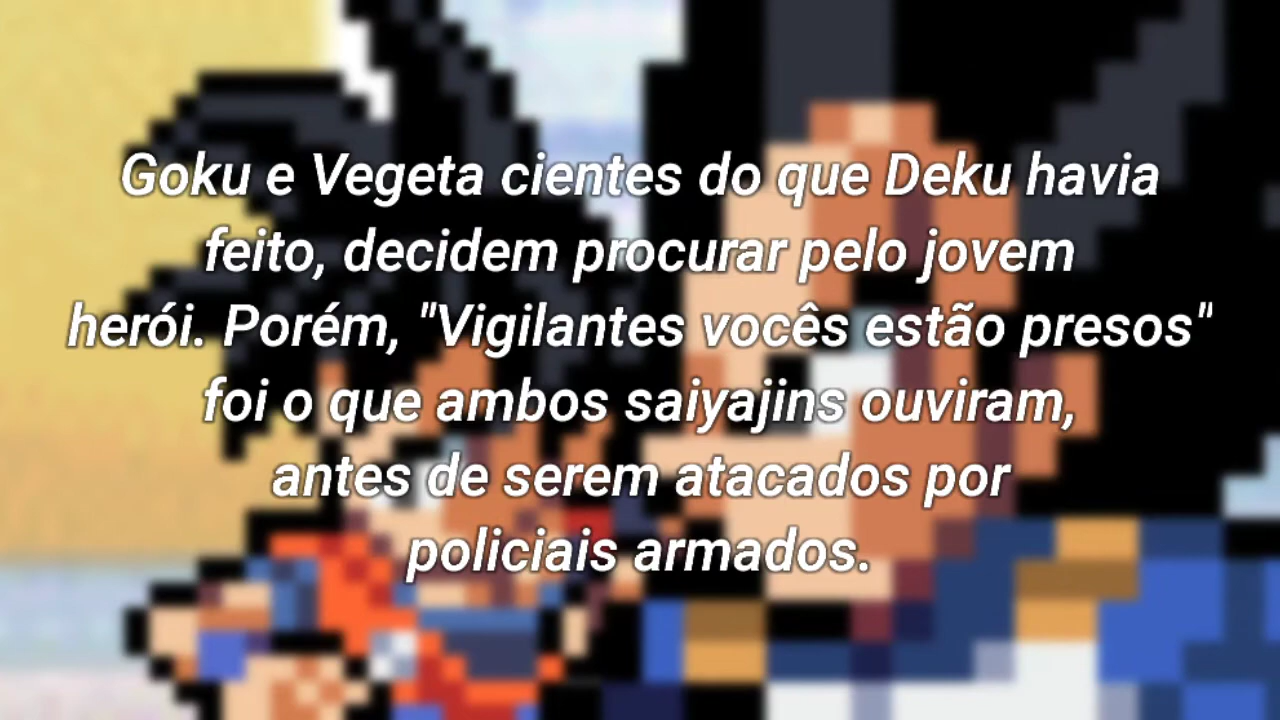 Goku e Vegeta cientes do que Deku havia
feito, decidem procurar pelo jovem
herói. Porém, "Vigilantes vocês estão presos"
foi o que ambos saiyajins ouviram,
antes de serem atacados por
policiais armados.